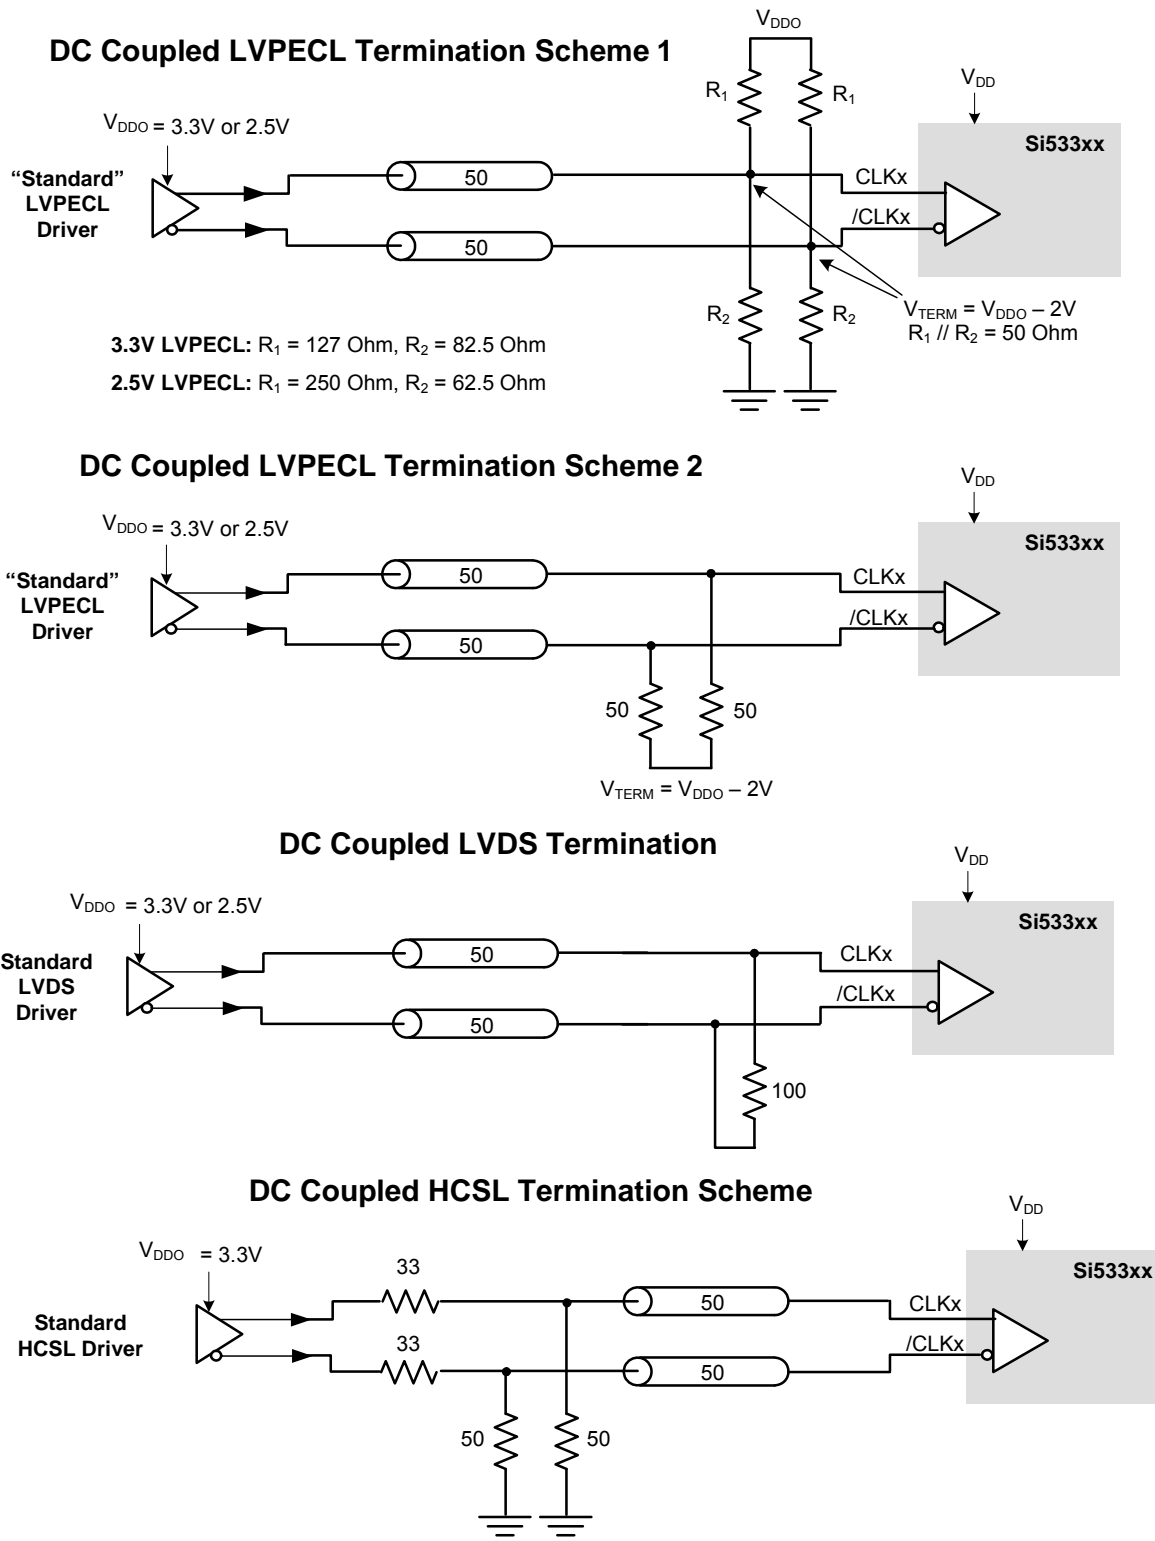 DC Coupled LVPECL Termination Scheme 1
VDDO
R1
R1
VDD
VDDO = 3.3V or 2.5V
Si533xx
“Standard”
LVPECL
Driver
50
50
CLKx
/CLKx
R2
R2
VTERM = VDDO – 2V
R1 // R2 = 50 Ohm
3.3V LVPECL: R1 = 127 Ohm, R2 = 82.5 Ohm
2.5V LVPECL: R1 = 250 Ohm, R2 = 62.5 Ohm
DC Coupled LVPECL Termination Scheme 2
VDD
VDDO = 3.3V or 2.5V
Si533xx
“Standard”
LVPECL
Driver
50
50
CLKx
/CLKx
50
50
VTERM = VDDO – 2V
DC Coupled LVDS Termination
VDD
VDDO = 3.3V or 2.5V
Si533xx
Standard
LVDS
Driver
50
50
CLKx
/CLKx
100
DC Coupled HCSL Termination Scheme
VDD
VDDO = 3.3V
Si533xx
Standard
HCSL Driver
33
33
50
50
CLKx
/CLKx
50
50